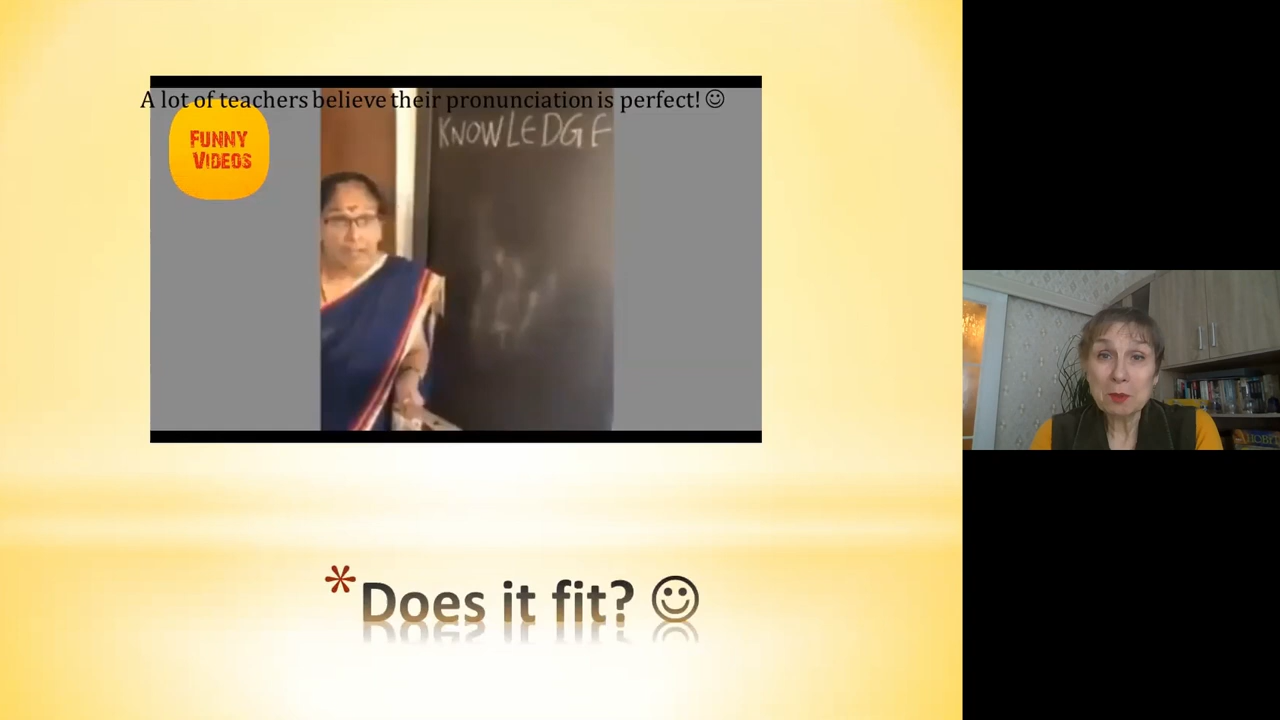 A lot of teachers believe their pronunciation is perfect! ☺
FUNNY
VIDEOS
KNOWLEDGE
*Does it fit? ☺